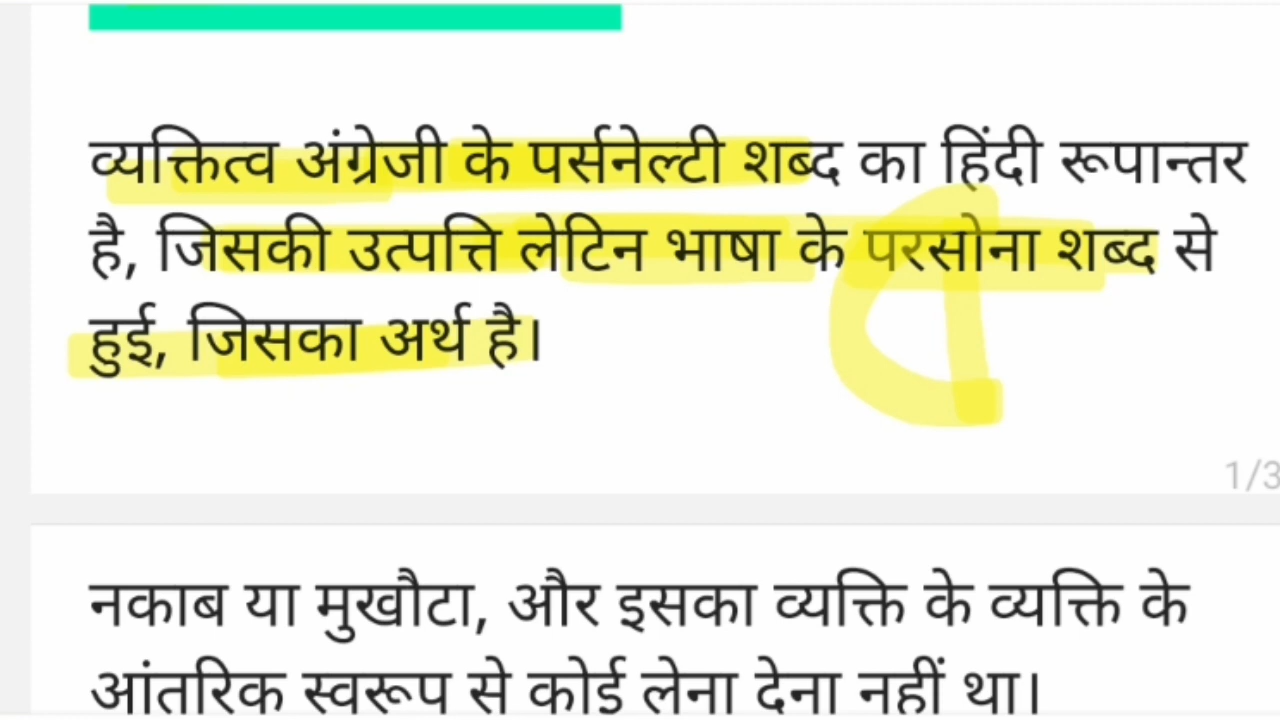 व्यक्तित्व अंग्रेजी के पर्सनेल्टी शब्द का हिंदी रूपान्तर
है, जिसकी उत्पत्ति लेटिन भाषा के परसोना शब्द से
हुई, जिसका अर्थ है।
1/3
नकाब या मुखौटा, और इसका व्यक्ति के व्यक्ति के
आंतरिक स्वरूप से कोई लेना देना नहीं था।